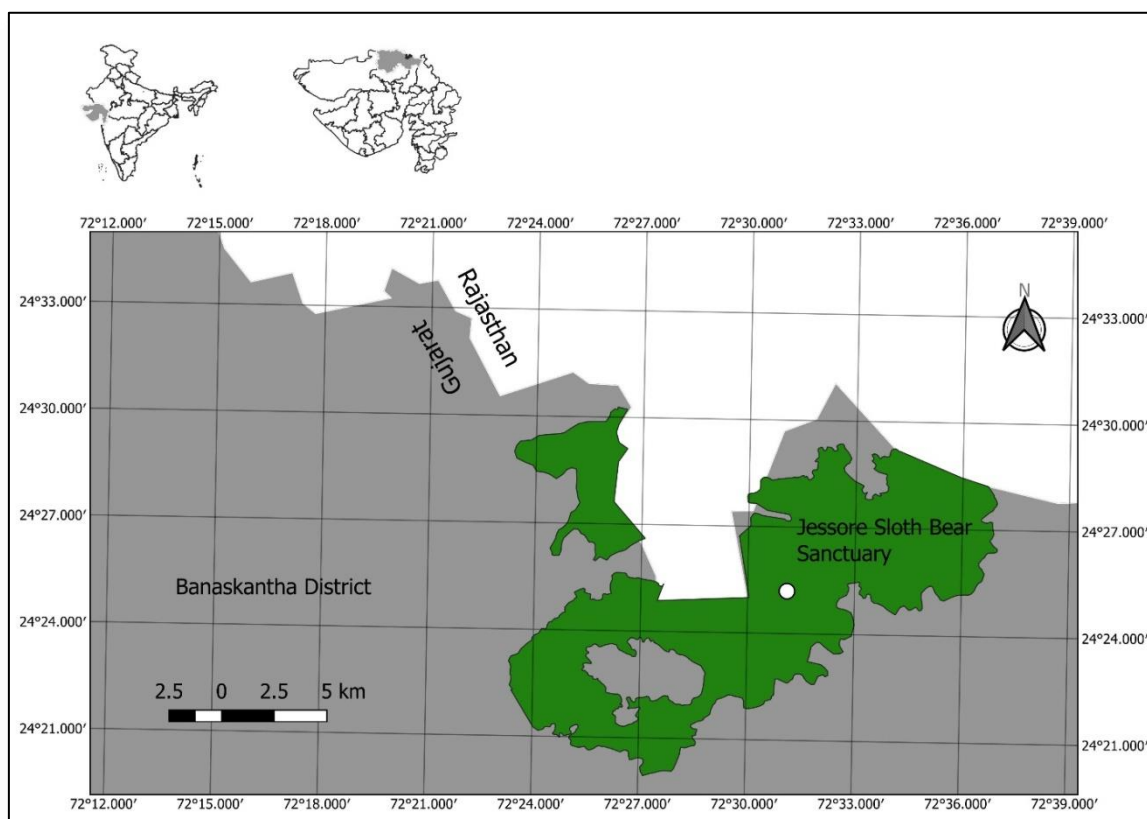 72°12.000′ 72°15.000′ 72°18.000′ 72°21.000′ 72°24.000′ 72°27.000′ 72°30.000′ 72°33.000′ 72°36.000′ 72°39.000′
N
24°33.000′
24°33.000′
Rajasthan
Gujarat
24°30.000′
24°30.000′
24°27.000′
24°27.000′
Jessore Sloth Bear
Sanctuary
Banaskantha District
24°24.000′
24°24.000′
2.5 0 2.5 5 km
24°21.000′
24°21.000′
72°12.000′ 72°15.000′ 72°18.000′ 72°21.000′ 72°24.000′ 72°27.000′ 72°30.000′ 72°33.000′ 72°36.000′ 72°39.000′